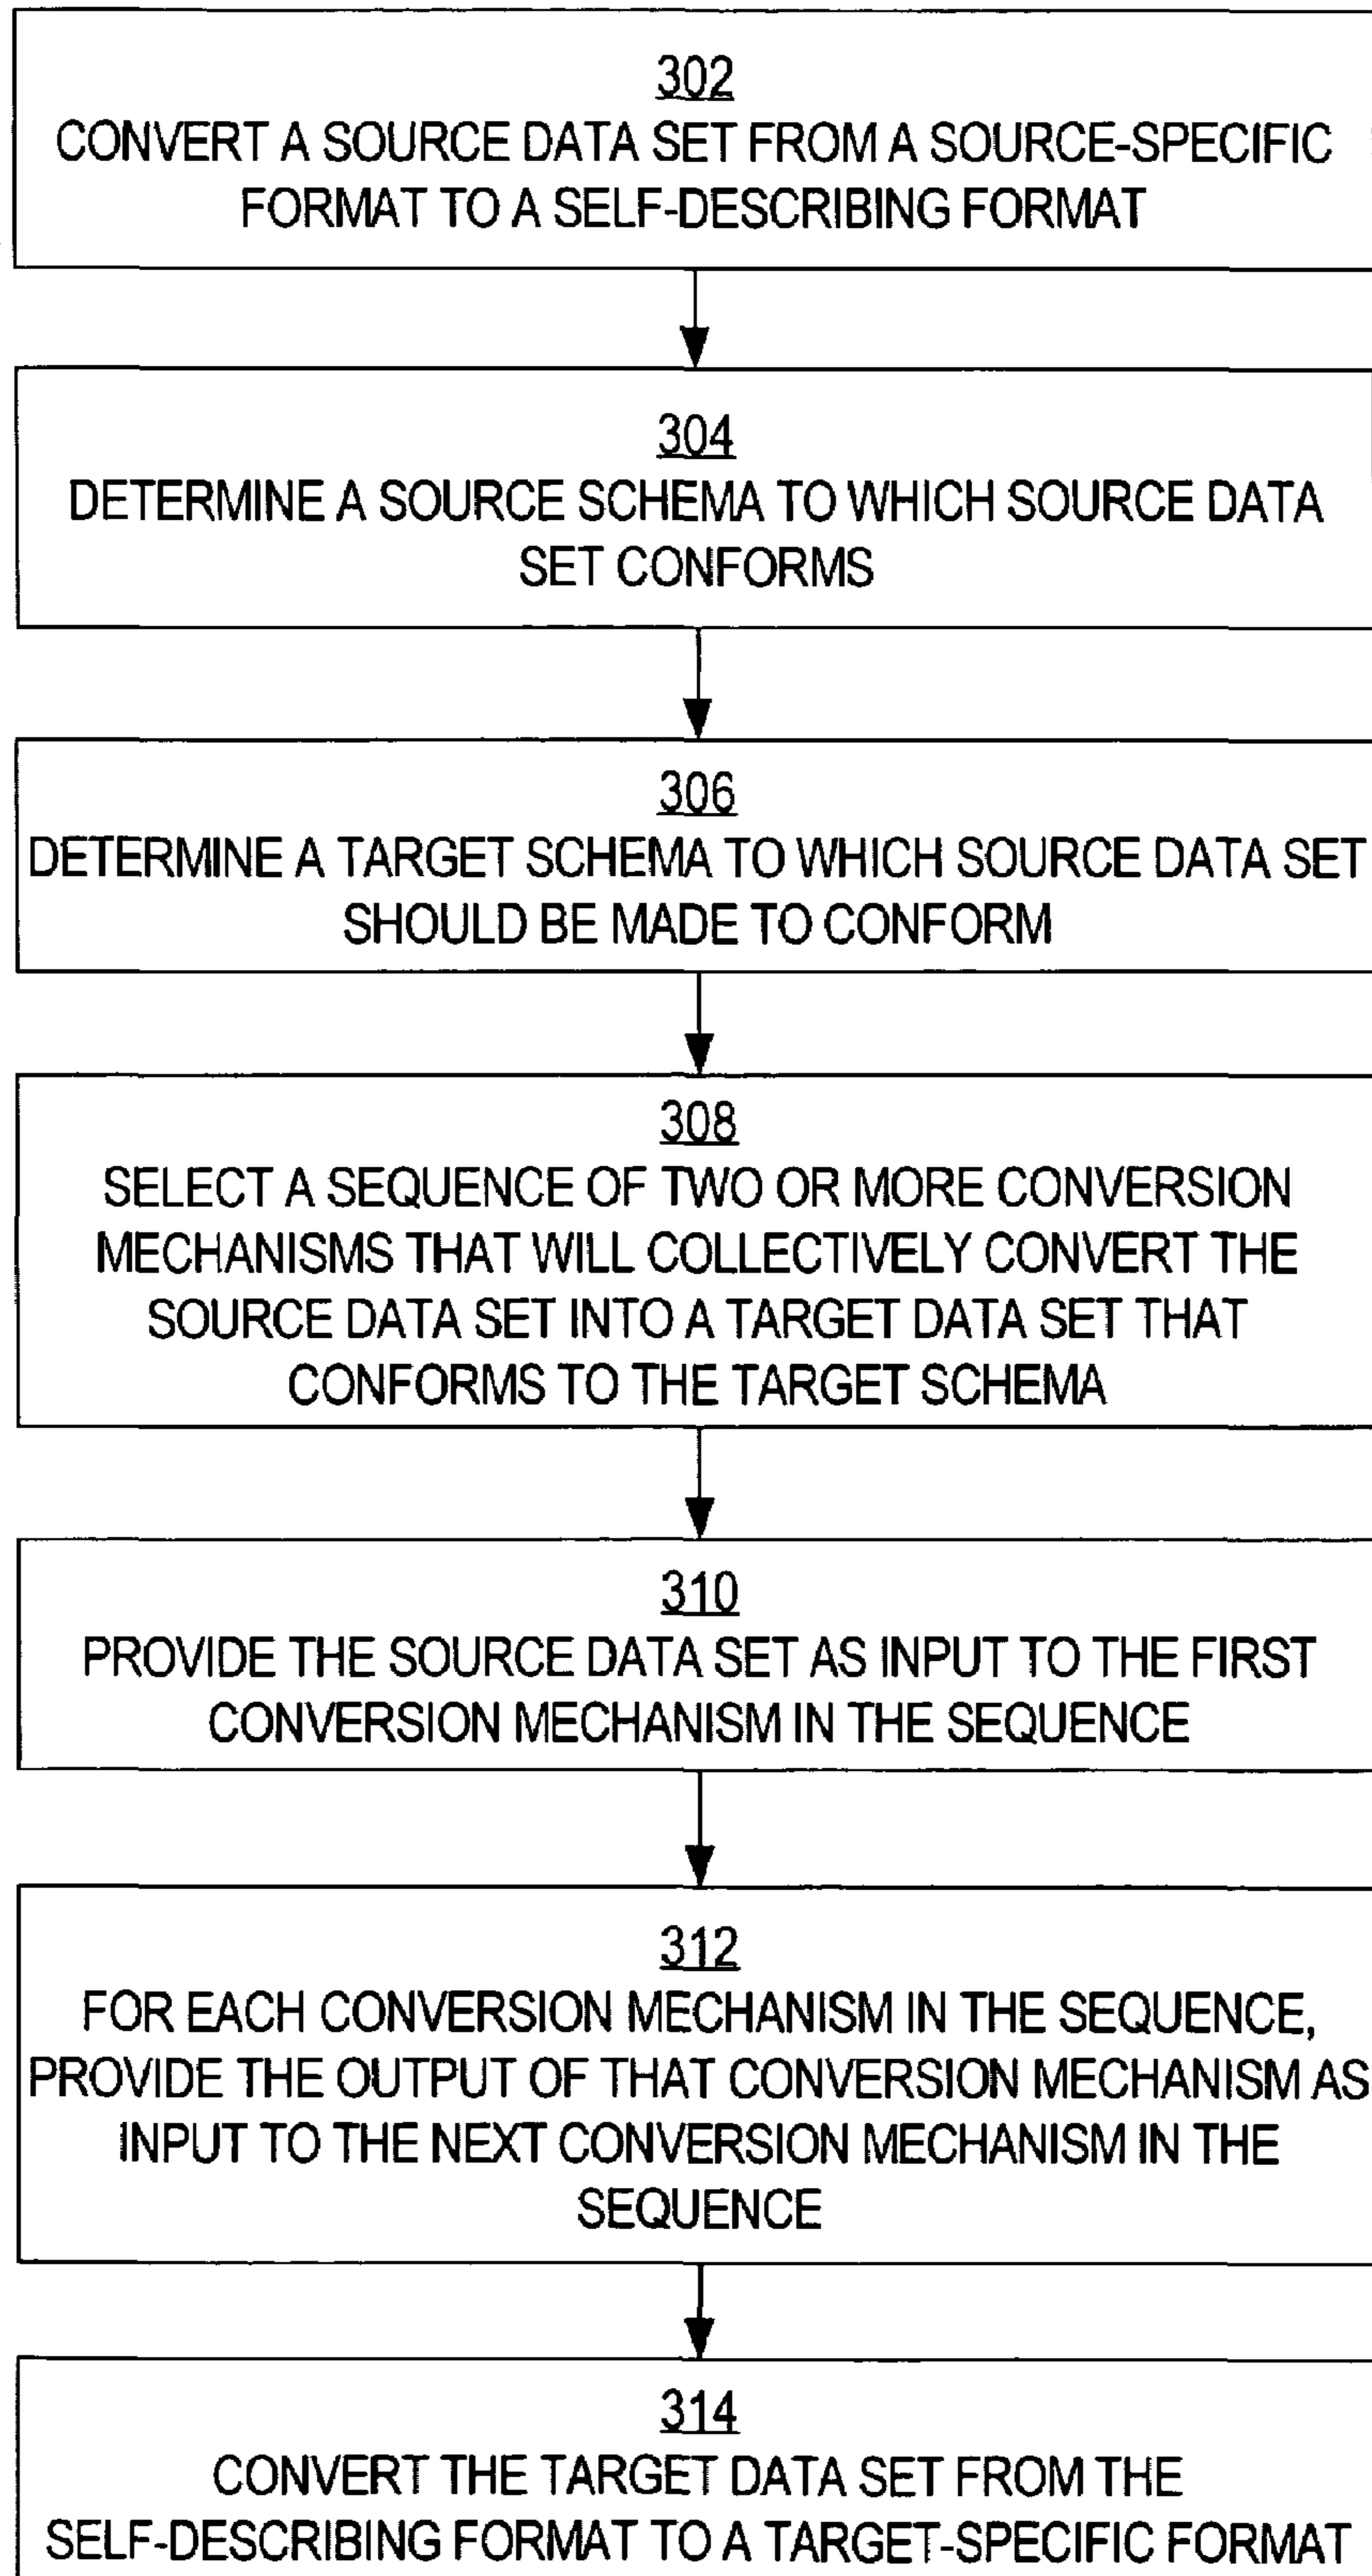 302
CONVERT A SOURCE DATA SET FROM A SOURCE-SPECIFIC
FORMAT TO A SELF-DESCRIBING FORMAT
304
DETERMINE A SOURCE SCHEMA TO WHICH SOURCE DATA
SET CONFORMS
306
DETERMINE A TARGET SCHEMA TO WHICH SOURCE DATA SET
SHOULD BE MADE TO CONFORM
308
SELECT A SEQUENCE OF TWO OR MORE CONVERSION
MECHANISMS THAT WILL COLLECTIVELY CONVERT THE
SOURCE DATA SET INTO A TARGET DATA SET THAT
CONFORMS TO THE TARGET SCHEMA
310
PROVIDE THE SOURCE DATA SET AS INPUT TO THE FIRST
CONVERSION MECHANISM IN THE SEQUENCE
312
FOR EACH CONVERSION MECHANISM IN THE SEQUENCE,
PROVIDE THE OUTPUT OF THAT CONVERSION MECHANISM AS
INPUT TO THE NEXT CONVERSION MECHANISM IN THE
SEQUENCE
314
CONVERT THE TARGET DATA SET FROM THE
SELF-DESCRIBING FORMAT TO A TARGET-SPECIFIC FORMAT